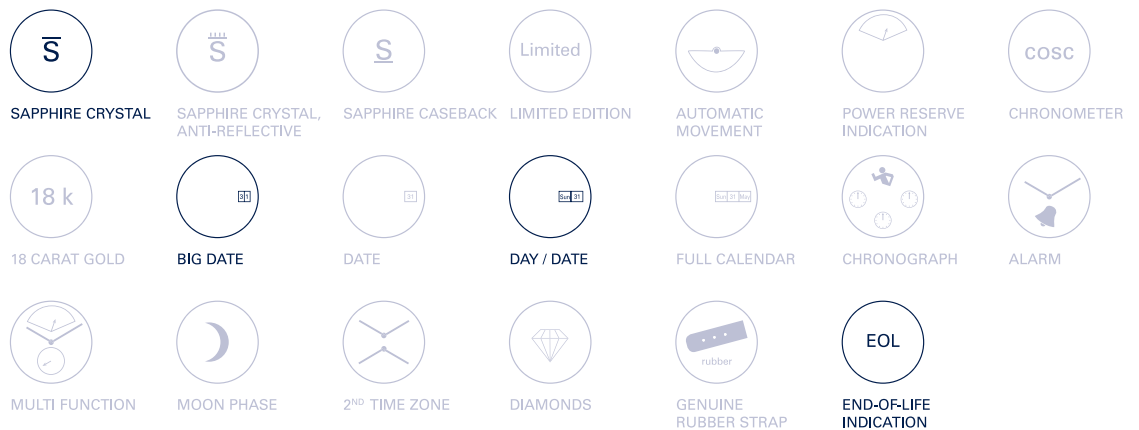 S
S
S
Limited
COSC
SAPPHIRE CRYSTAL
SAPPHIRE CRYSTAL,
ANTI-REFLECTIVE
SAPPHIRE CASEBACK
LIMITED EDITION
AUTOMATIC
MOVEMENT
POWER RESERVE
INDICATION
CHRONOMETER
18 k
31
31
Sun 31
Sun 31 May
18 CARAT GOLD
BIG DATE
DATE
DAY / DATE
FULL CALENDAR
CHRONOGRAPH
ALARM
rubber
EOL
MULTI FUNCTION
MOON PHASE
2ND TIME ZONE
DIAMONDS
GENUINE
RUBBER STRAP
END-OF-LIFE
INDICATION